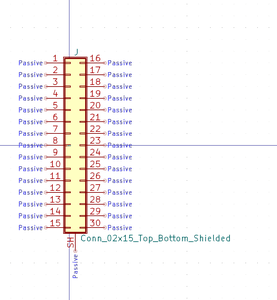 J
Passive 1 16 Passive
Passive 2 17 Passive
Passive 3 18 Passive
Passive 4 19 Passive
Passive 5 20 Passive
Passive 6 21 Passive
Passive 7 22 Passive
Passive 8 23 Passive
Passive 9 24 Passive
Passive 10 25 Passive
Passive 11 26 Passive
Passive 12 27 Passive
Passive 13 28 Passive
Passive 14 29 Passive
Passive 15 30 Passive
SH
Conn_02x15_Top_Bottom_Shielded
Passive